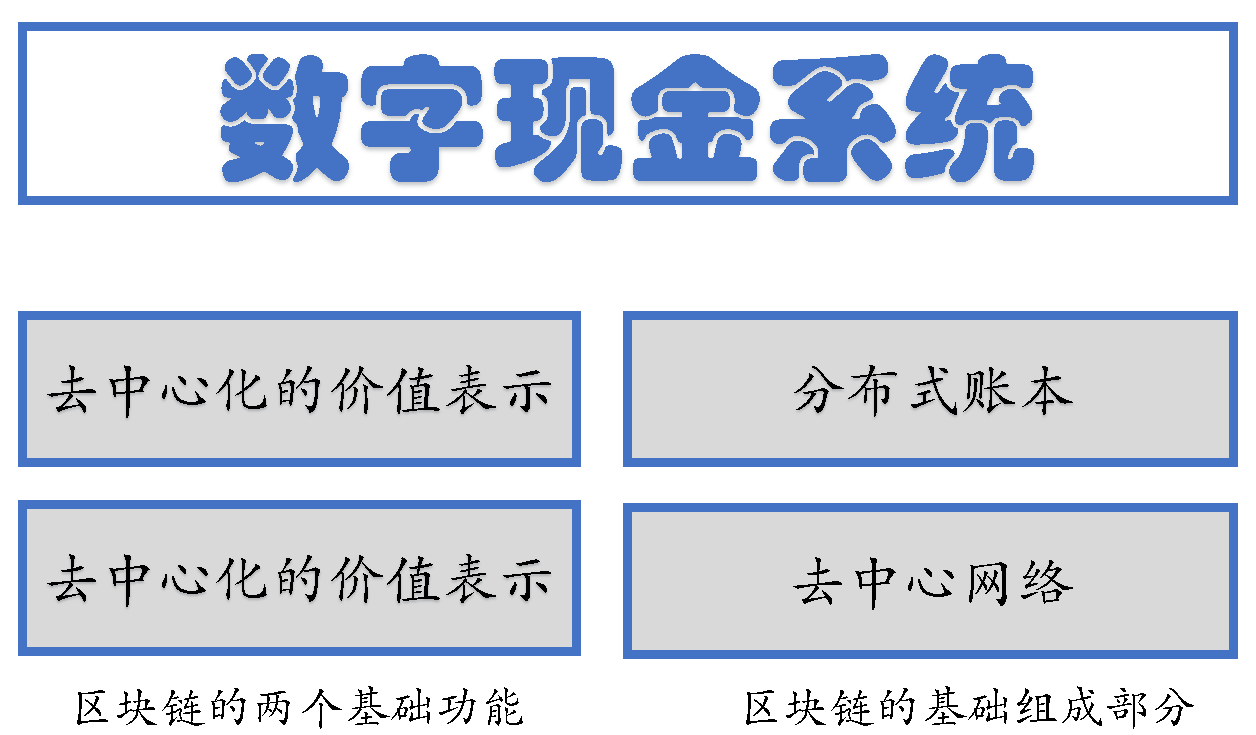 数字现金系统
去中心化的价值表示
分布式账本
去中心化的价值表示
去中心网络
区块链的两个基础功能
区块链的基础组成部分